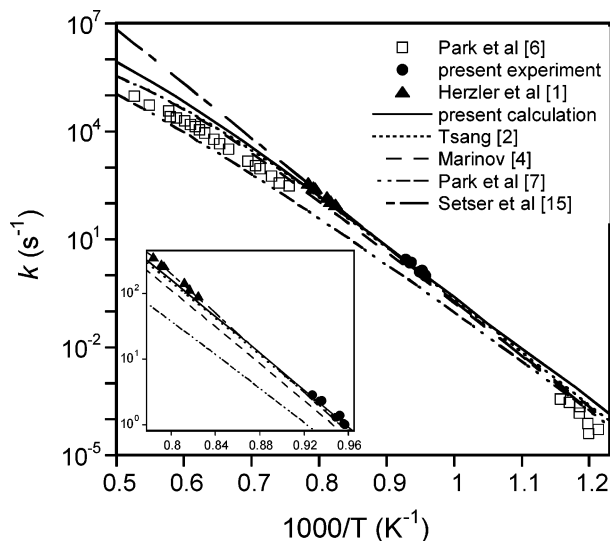 10^7
10^4
10^1
10^-2
10^-5
k (s^-1)
Park et al [6]
present experiment
Herzler et al [1]
present calculation
Tsang [2]
Marinov [4]
Park et al [7]
Setser et al [15]
10^2
10^1
10^0
0.8 0.84 0.88 0.92 0.96
0.5 0.6 0.7 0.8 0.9 1 1.1 1.2
1000/T (K^-1)